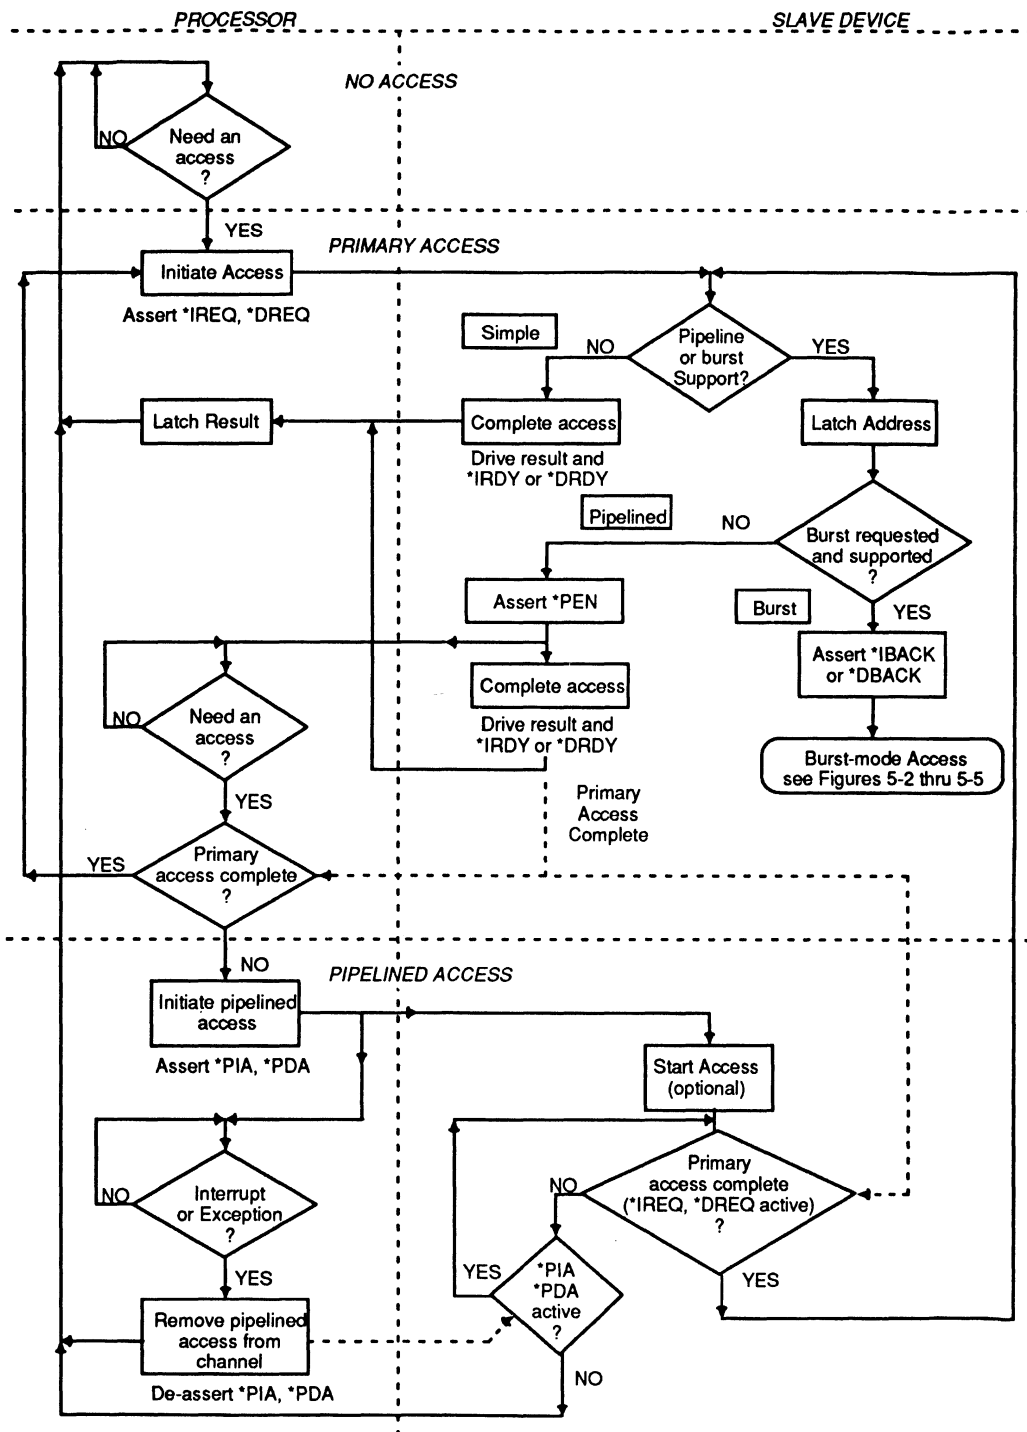 PROCESSOR
SLAVE DEVICE
NO ACCESS
NO
Need an
access
?
YES
PRIMARY ACCESS
Initiate Access
Assert *IREQ, *DREQ
Simple
NO
Pipeline
or burst
Support?
YES
Latch Result
Complete access
Latch Address
Drive result and
*IRDY or *DRDY
Pipelined
NO
Burst requested
and supported
?
Assert *PEN
Burst
YES
Assert *IBACK
or *DBACK
Complete access
NO
Need an
access
?
Drive result and
*IRDY or *DRDY
Burst-mode Access
see Figures 5-2 thru 5-5
YES
Primary
Access
Complete
YES
Primary
access complete
?
NO
PIPELINED ACCESS
Initiate pipelined
access
Assert *PIA, *PDA
Start Access
(optional)
NO
Interrupt
or Exception
?
NO
Primary
access complete
(*IREQ, *DREQ active)
?
YES
YES
*PIA
*PDA
active
?
YES
Remove pipelined
access from
channel
De-assert *PIA, *PDA
NO